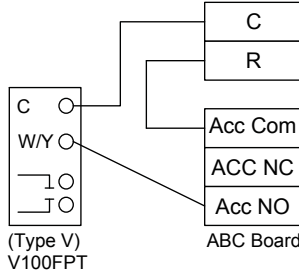 C
R
C
W/Y
Acc Com
ACC NC
Acc NO
(Type V)
V100FPT
ABC Board